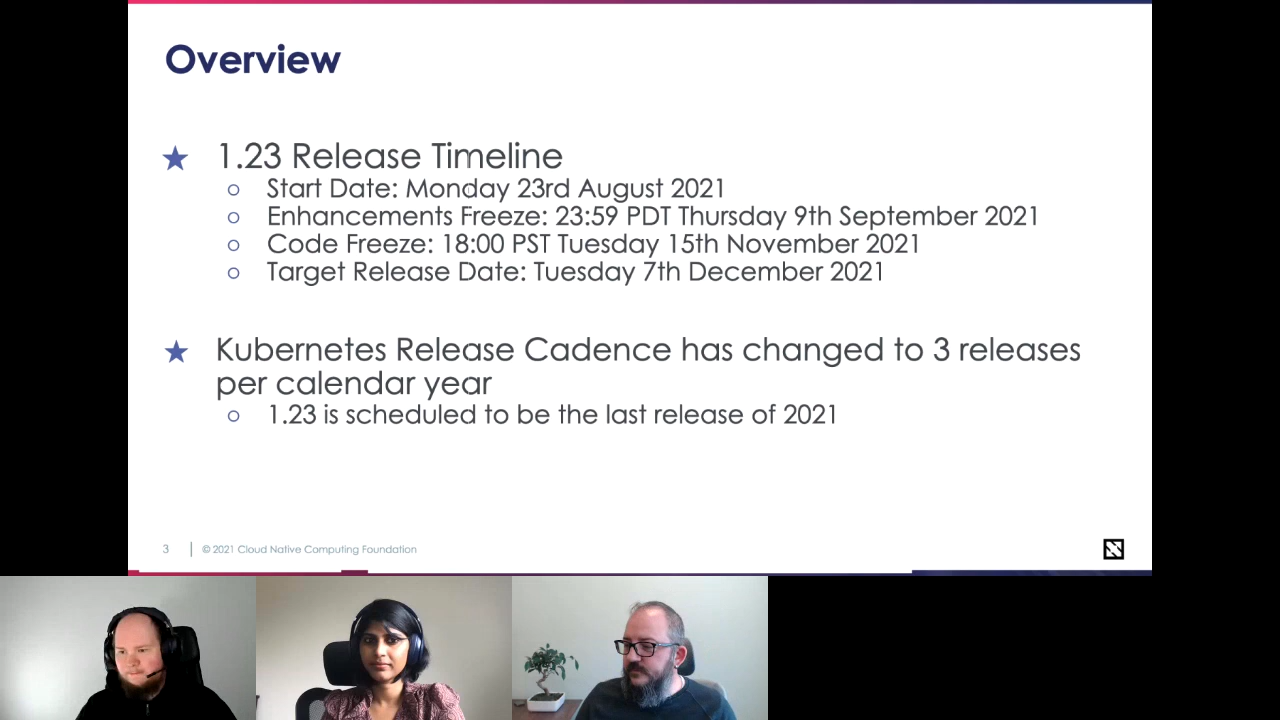 Overview
★ 1.23 Release Timeline
○ Start Date: Monday 23rd August 2021
○ Enhancements Freeze: 23:59 PDT Thursday 9th September 2021
○ Code Freeze: 18:00 PST Tuesday 15th November 2021
○ Target Release Date: Tuesday 7th December 2021
★ Kubernetes Release Cadence has changed to 3 releases
per calendar year
○ 1.23 is scheduled to be the last release of 2021
3 | © 2021 Cloud Native Computing Foundation